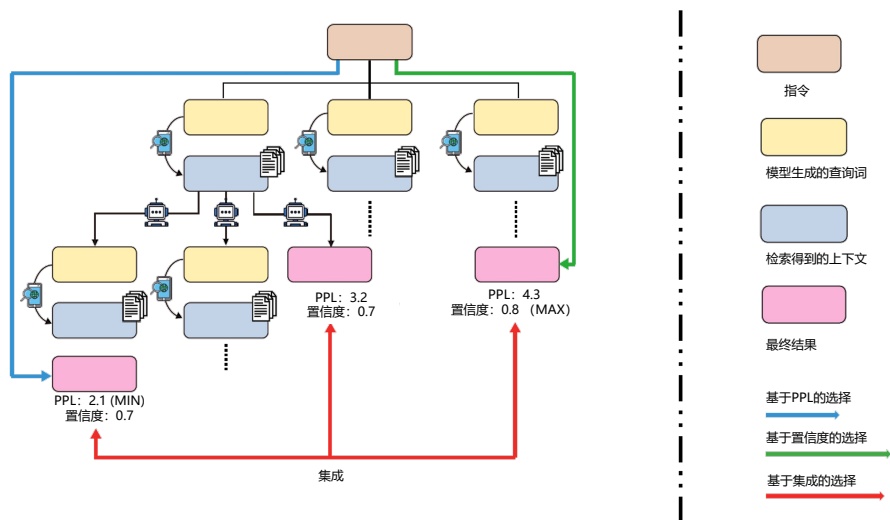 PPL：3.2
置信度：0.7
PPL：4.3
置信度：0.8 （MAX）
PPL：2.1 (MIN)
置信度：0.7
集成
指令
模型生成的查询词
检索得到的上下文
最终结果
基于PPL的选择
基于置信度的选择
基于集成的选择